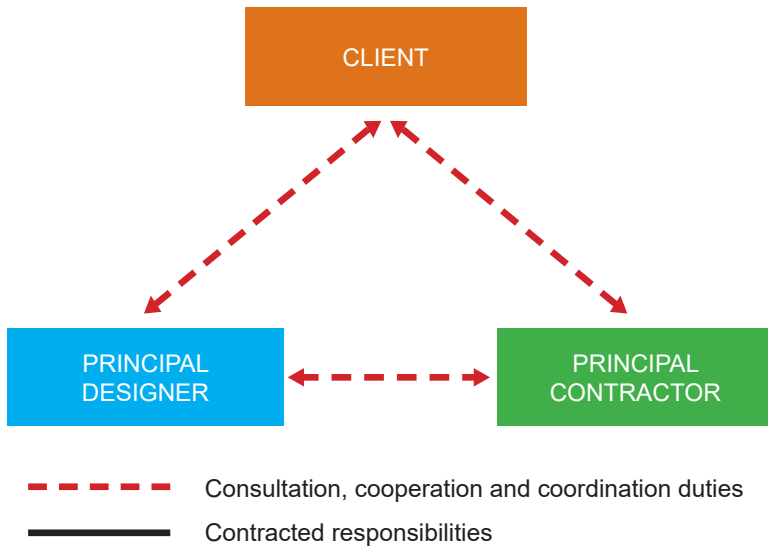 CLIENT
PRINCIPAL
DESIGNER
PRINCIPAL
CONTRACTOR
Consultation, cooperation and coordination duties
Contracted responsibilities